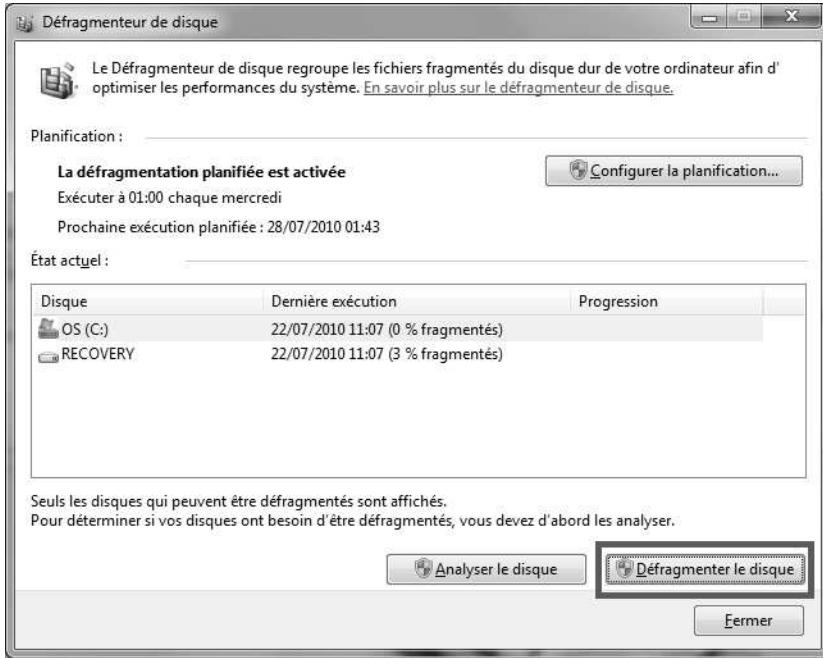 Défragmenteur de disque
Le Défragmenteur de disque regroupe les fichiers fragmentés du disque dur de votre ordinateur afin d'
optimiser les performances du système. En savoir plus sur le défragmenteur de disque.
Planification :
La défragmentation planifiée est activée
Configurer la planification...
Exécuter à 01:00 chaque mercredi
Prochaine exécution planifiée : 28/07/2010 01:43
État actuel :
Disque Dernière exécution Progression
OS (C:) 22/07/2010 11:07 (0 % fragmentés)
RECOVERY 22/07/2010 11:07 (3 % fragmentés)
Seuls les disques qui peuvent être défragmentés sont affichés.
Pour déterminer si vos disques ont besoin d'être défragmentés, vous devez d'abord les analyser.
Analyser le disque Défragmenter le disque
Fermer